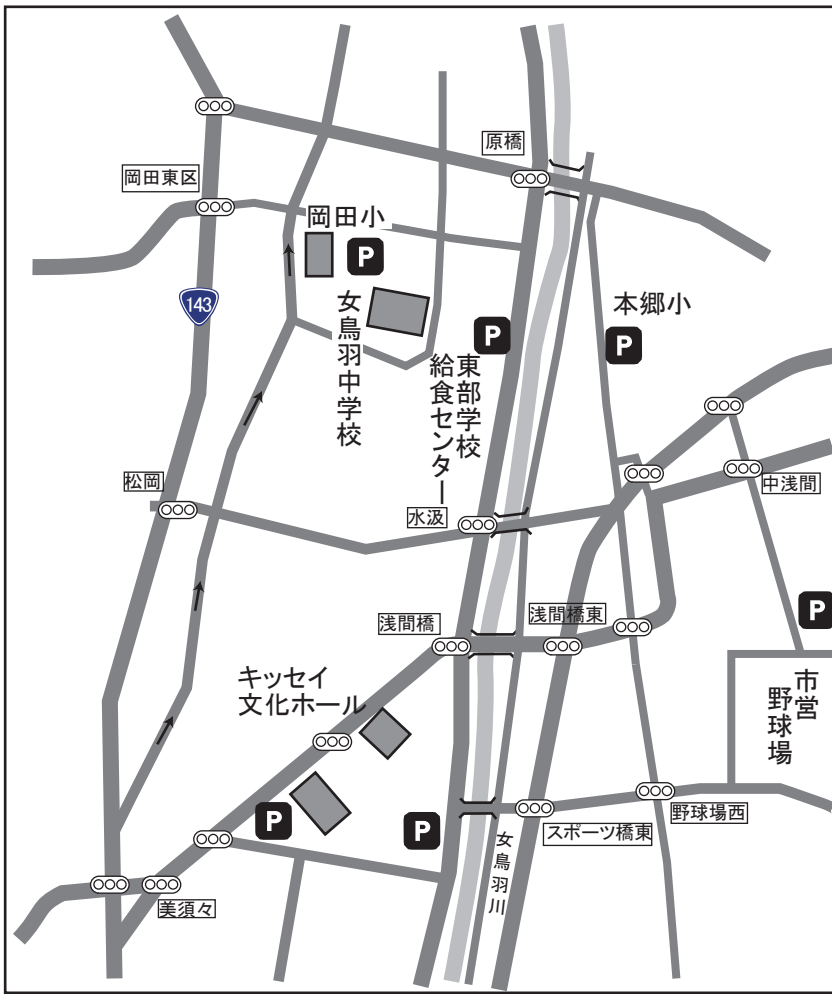 原橋
岡田東区
岡田小
P
143
女鳥羽中学校
P
本郷小
P
東部学校
給食センター
松岡
水汲
中浅間
浅間橋
浅間橋東
P
キッセイ
文化ホール
市営
野球場
P
P
スポーツ橋東
野球場西
女鳥羽川
美須々